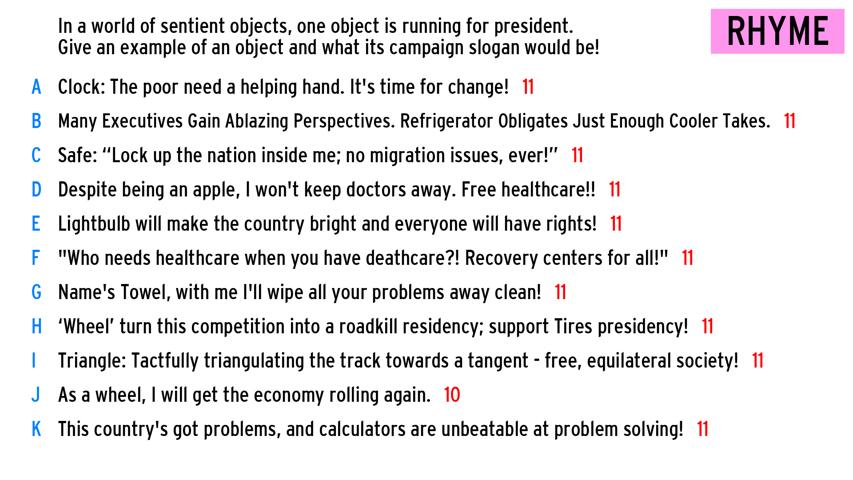 In a world of sentient objects, one object is running for president.
Give an example of an object and what its campaign slogan would be!
RHYME
A Clock: The poor need a helping hand. It's time for change! 11
B Many Executives Gain Ablazing Perspectives. Refrigerator Obligates Just Enough Cooler Takes. 11
C Safe: “Lock up the nation inside me; no migration issues, ever!” 11
D Despite being an apple, I won't keep doctors away. Free healthcare!! 11
E Lightbulb will make the country bright and everyone will have rights! 11
F "Who needs healthcare when you have deathcare?! Recovery centers for all!" 11
G Name's Towel, with me I'll wipe all your problems away clean! 11
H ‘Wheel’ turn this competition into a roadkill residency; support Tires presidency! 11
I Triangle: Tactfully triangulating the track towards a tangent - free, equilateral society! 11
J As a wheel, I will get the economy rolling again. 10
K This country's got problems, and calculators are unbeatable at problem solving! 11